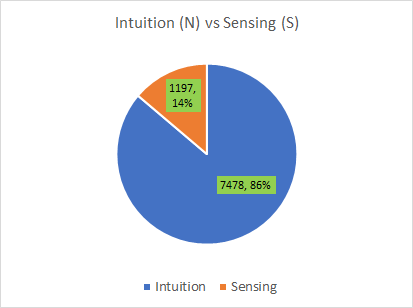 Intuition (N) vs Sensing (S)
1197,
14%
7478, 86%
Intuition
Sensing